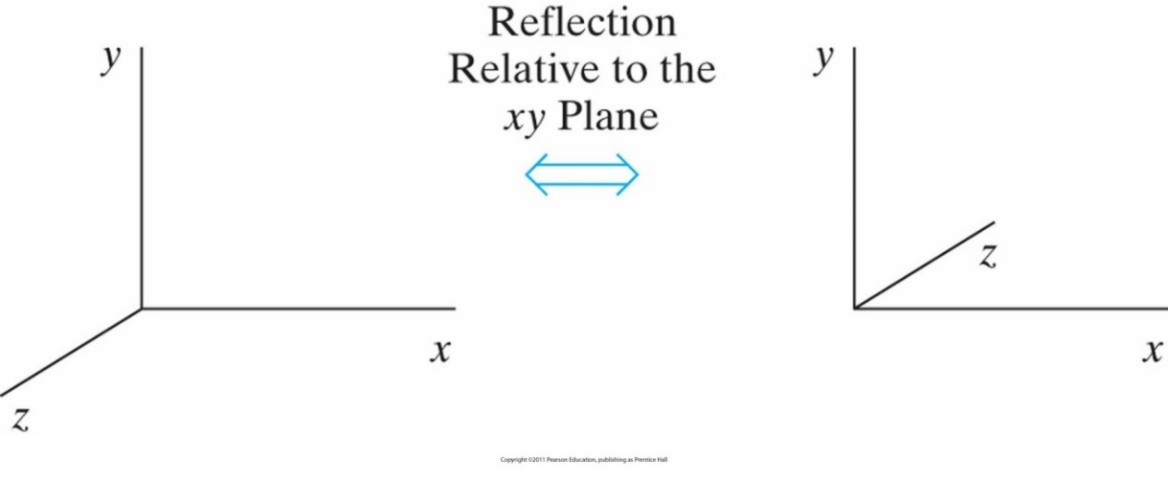 Reflection
Relative to the
xy Plane
y
x
z
y
z
x
Copyright ©2011 Pearson Education, publishing as Prentice Hall